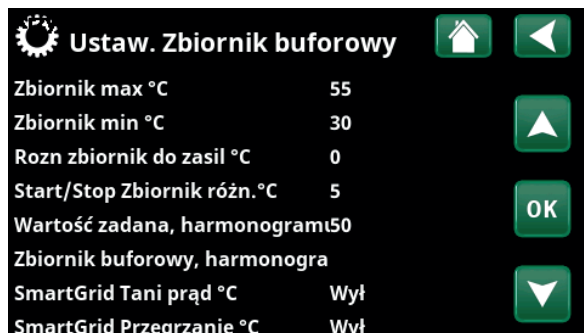 Ustaw. Zbiornik buforowy
Zbiornik max °C 55
Zbiornik min °C 30
Rozn zbiornik do zasil °C 0
Start/Stop Zbiornik różn.°C 5
OK
Wartość zadana, harmonogramu 50
Zbiornik buforowy, harmonogra
SmartGrid Tani prąd °C Wył
SmartGrid Przegrzanie °C Wył